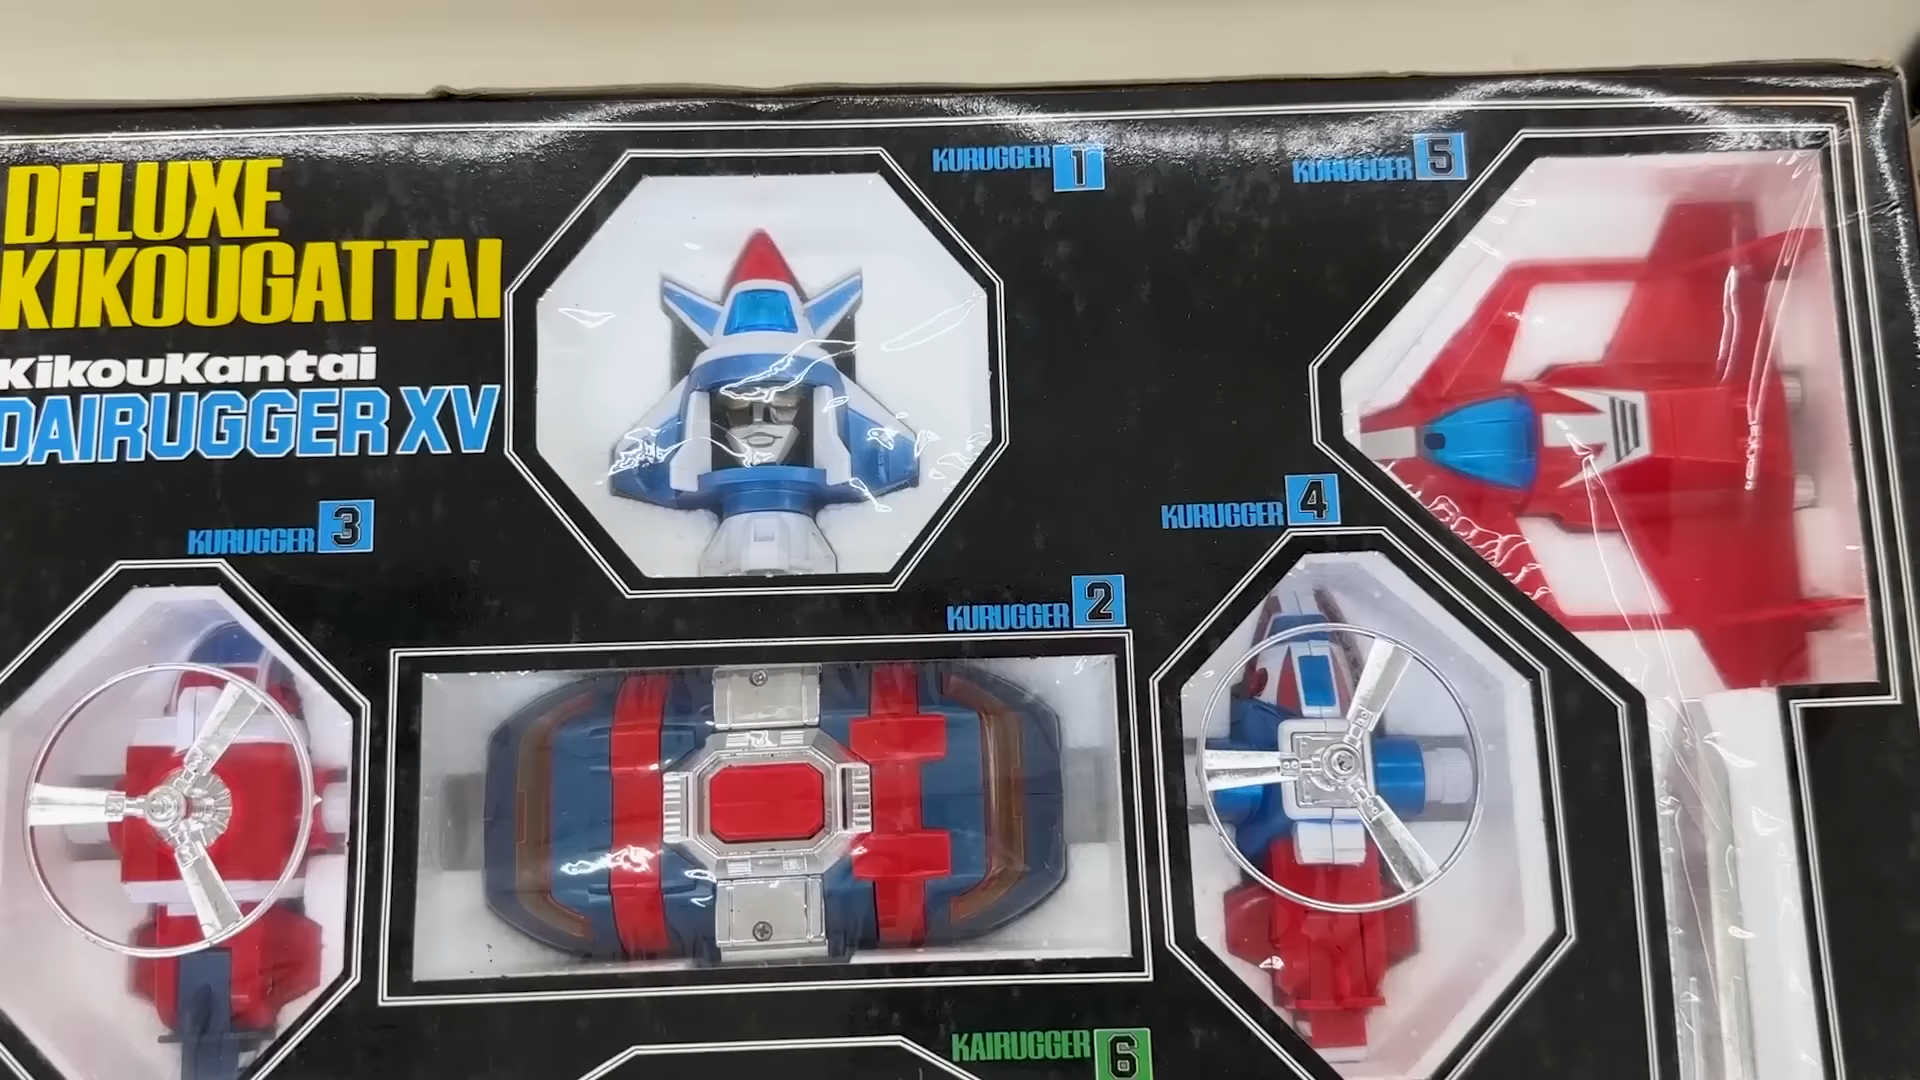 DELUXE
KIKOUGATTAI
KikouKantai
DAIRUGGER XV
KURUGGER 1
KURUGGER 5
KURUGGER 3
KURUGGER 4
KURUGGER 2
KAIRUGGER 6